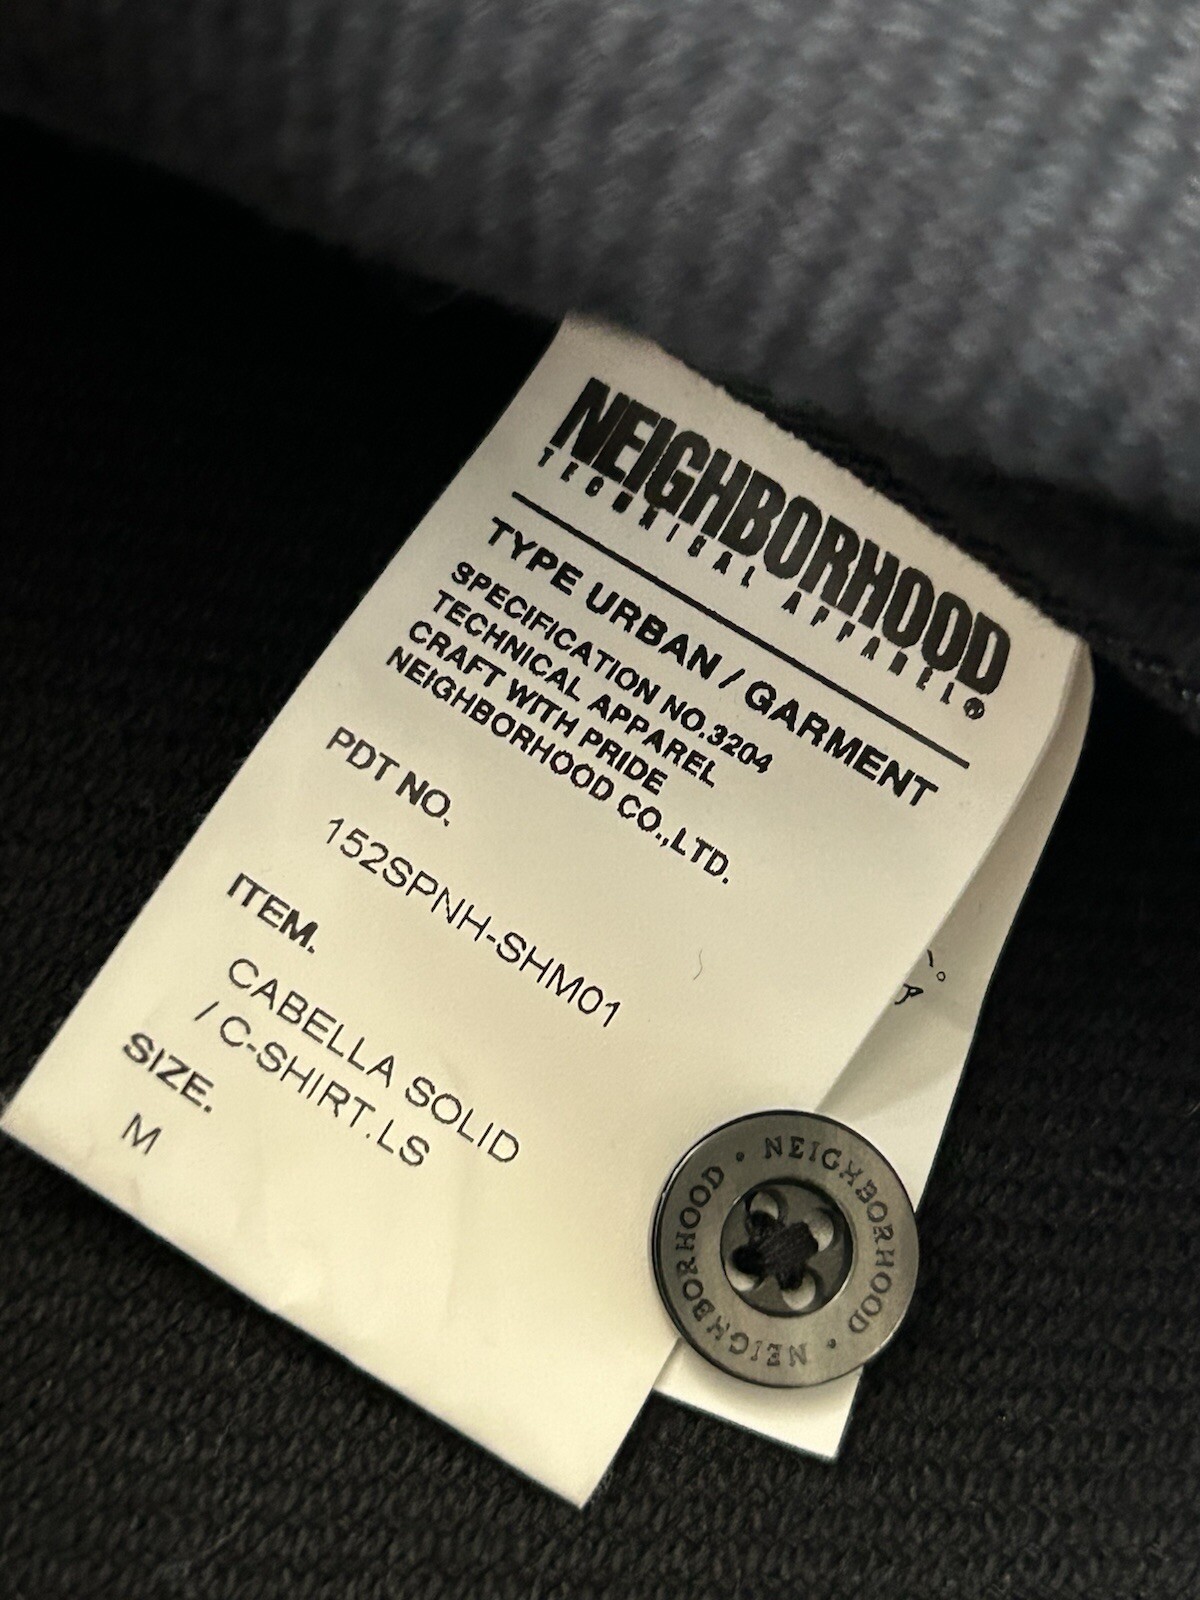 NEIGHBORHOOD
TECHNICAL APPAREL®
TYPE URBAN / GARMENT
SPECIFICATION NO.3204
TECHNICAL APPAREL
CRAFT WITH PRIDE
NEIGHBORHOOD CO.,LTD.
PDT NO.
152SPNH-SHM01
ITEM.
CABELLA SOLID
/ C-SHIRT.LS
SIZE.
M
NEIGHBORHOOD • NEIGHBORHOOD •